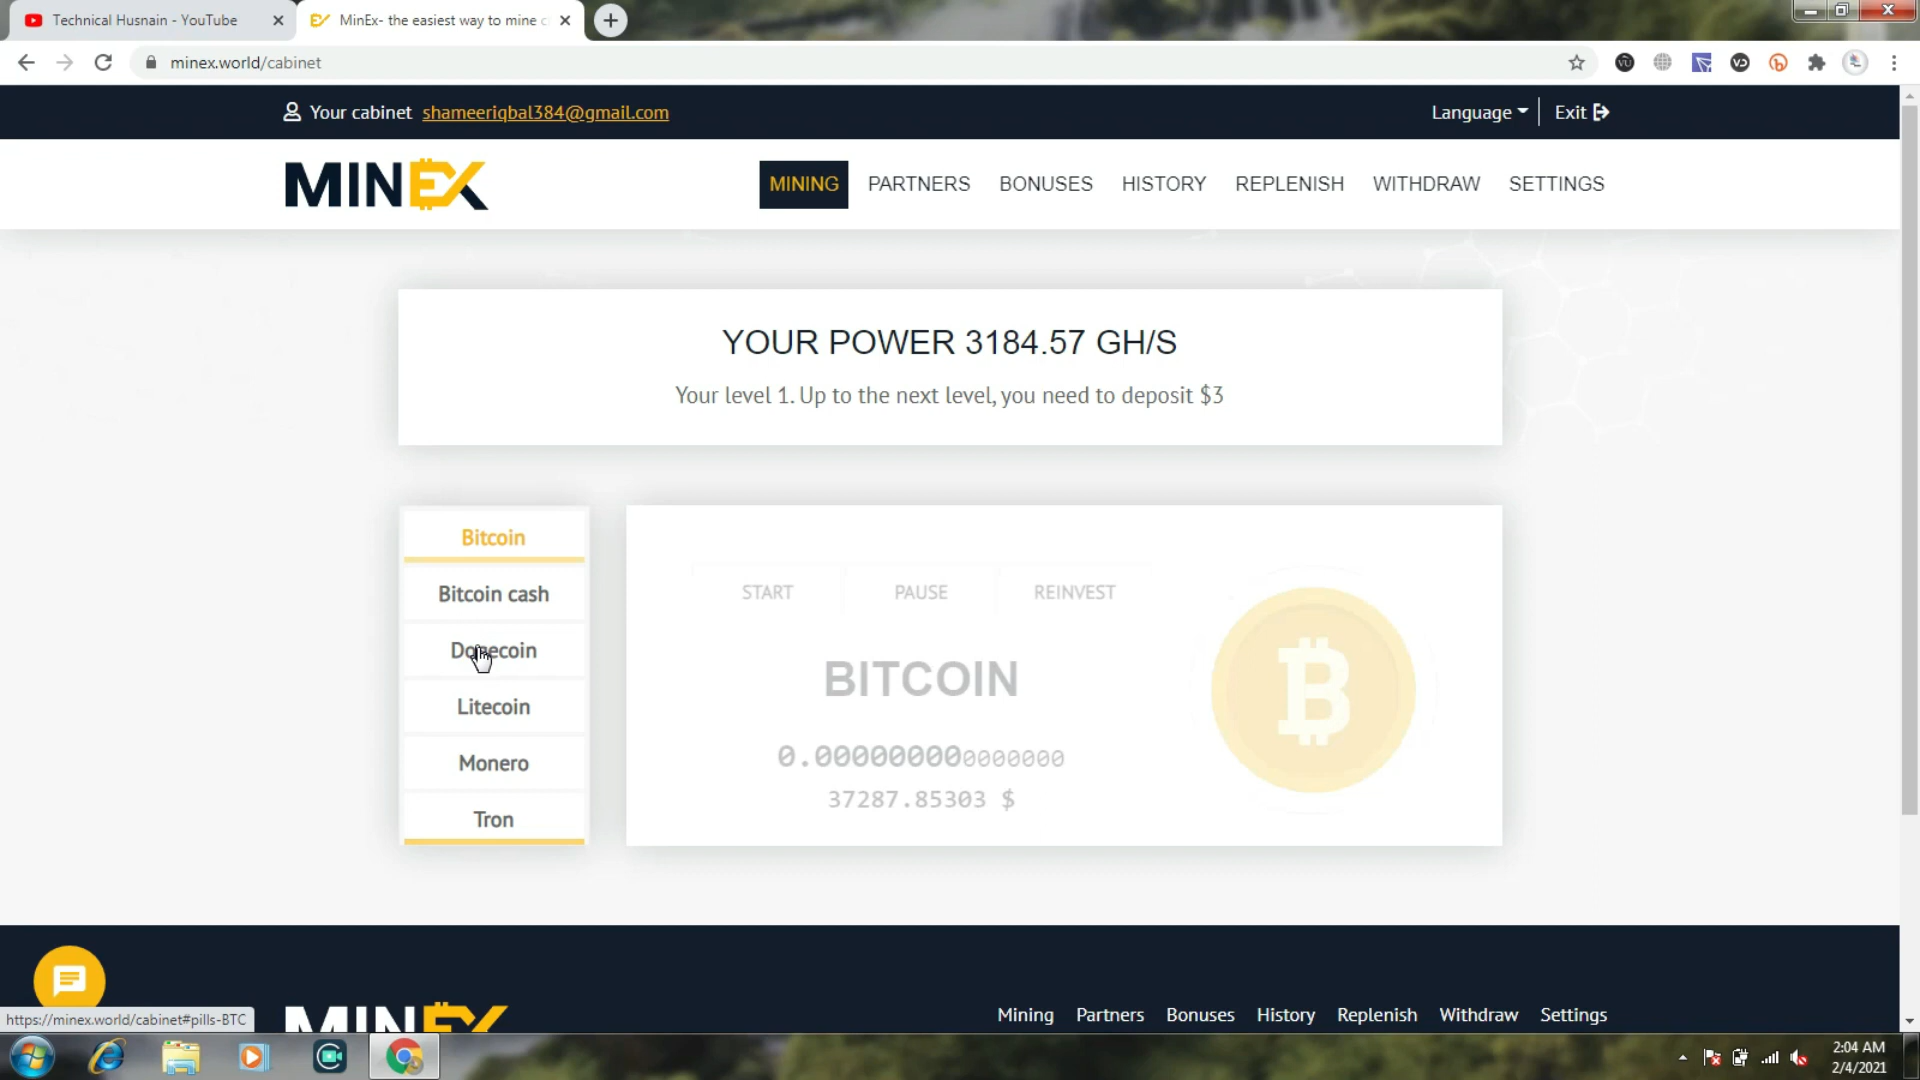 Technical Husnain - YouTube
MinEx- the easiest way to mine c
minex.world/cabinet
Your cabinet shameeriqbal384@gmail.com
Language
Exit
MINEX
MINING PARTNERS BONUSES HISTORY REPLENISH WITHDRAW SETTINGS
YOUR POWER 3184.57 GH/S
Your level 1. Up to the next level, you need to deposit $3
Bitcoin
Bitcoin cash
Dogecoin
Litecoin
Monero
Tron
START PAUSE REINVEST
BITCOIN
0.000000000000000
37287.85303 $
https://minex.world/cabinet#pills-BTC
MINEX
Mining Partners Bonuses History Replenish Withdraw Settings
2:04 AM
2/4/2021